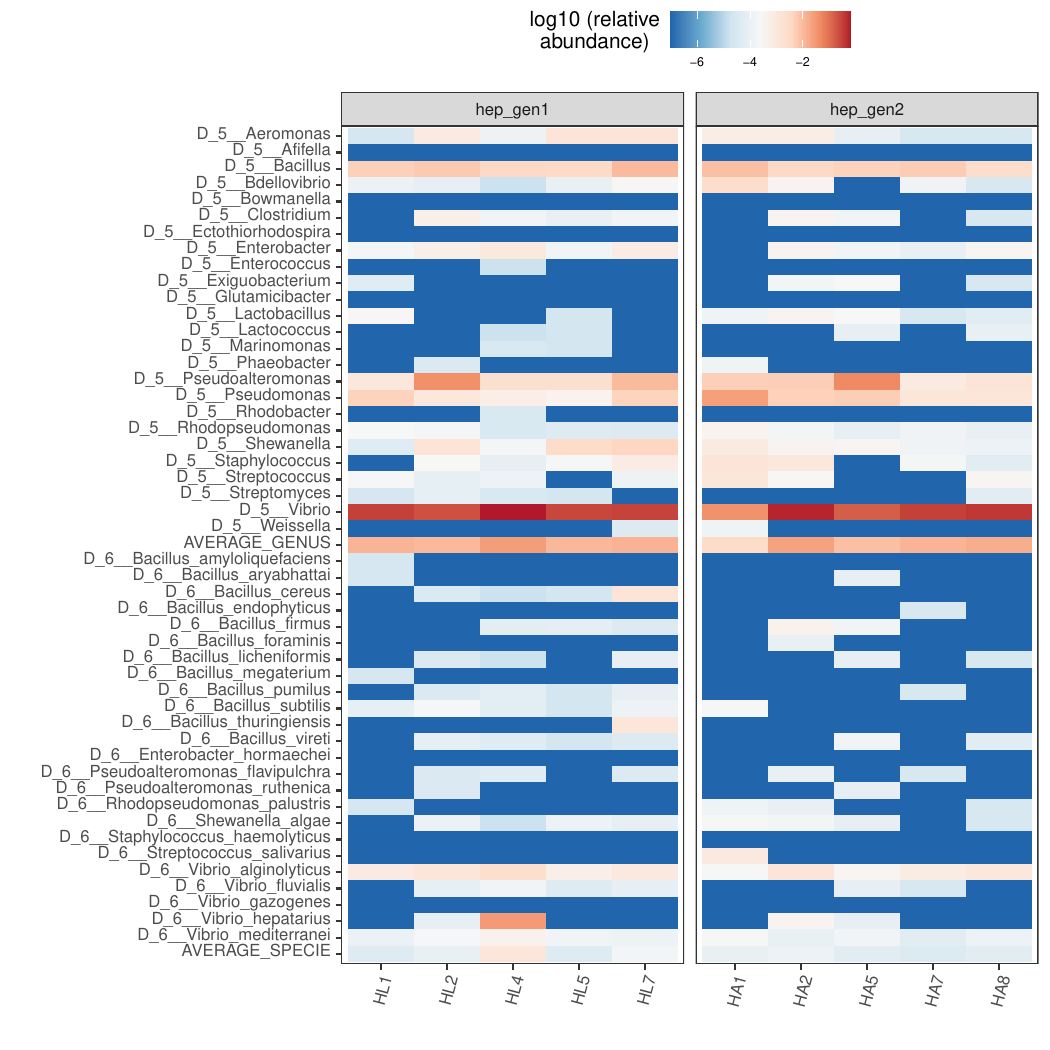 log10 (relative
abundance)
−6 −4 −2
hep_gen1 hep_gen2
D_5__Aeromonas
D_5__Afifella
D_5__Bacillus
D_5__Bdellovibrio
D_5__Bowmanella
D_5__Clostridium
D_5__Ectothiorhodospira
D_5__Enterobacter
D_5__Enterococcus
D_5__Exiguobacterium
D_5__Glutamicibacter
D_5__Lactobacillus
D_5__Lactococcus
D_5__Marinomonas
D_5__Phaeobacter
D_5__Pseudoalteromonas
D_5__Pseudomonas
D_5__Rhodobacter
D_5__Rhodopseudomonas
D_5__Shewanella
D_5__Staphylococcus
D_5__Streptococcus
D_5__Streptomyces
D_5__Vibrio
D_5__Weissella
AVERAGE_GENUS
D_6__Bacillus_amyloliquefaciens
D_6__Bacillus_aryabhattai
D_6__Bacillus_cereus
D_6__Bacillus_endophyticus
D_6__Bacillus_firmus
D_6__Bacillus_foraminis
D_6__Bacillus_licheniformis
D_6__Bacillus_megaterium
D_6__Bacillus_pumilus
D_6__Bacillus_subtilis
D_6__Bacillus_thuringiensis
D_6__Bacillus_vireti
D_6__Enterobacter_hormaechei
D_6__Pseudoalteromonas_flavipulchra
D_6__Pseudoalteromonas_ruthenica
D_6__Rhodopseudomonas_palustris
D_6__Shewanella_algae
D_6__Staphylococcus_haemolyticus
D_6__Streptococcus_salivarius
D_6__Vibrio_alginolyticus
D_6__Vibrio_fluvialis
D_6__Vibrio_gazogenes
D_6__Vibrio_hepatarius
D_6__Vibrio_mediterranei
AVERAGE_SPECIE
HL1 HL2 HL4 HL5 HL7 HA1 HA2 HA5 HA7 HA8